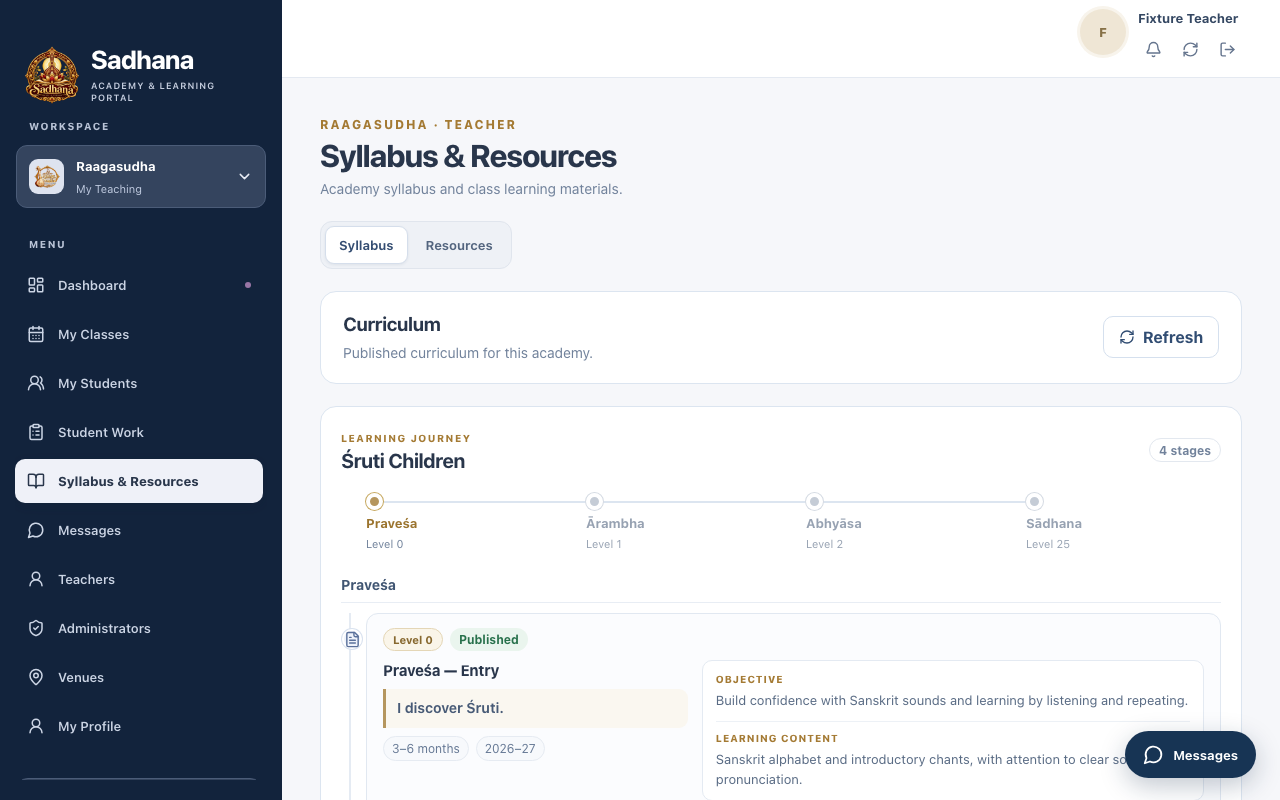 Sadhana
ACADEMY & LEARNING
PORTAL
Sadhana
WORKSPACE
Raagasudha
My Teaching
MENU
Dashboard
My Classes
My Students
Student Work
Syllabus & Resources
Messages
Teachers
Administrators
Venues
My Profile
F
Fixture Teacher
RAAGASUDHA · TEACHER
Syllabus & Resources
Academy syllabus and class learning materials.
Syllabus Resources
Curriculum
Published curriculum for this academy.
Refresh
LEARNING JOURNEY
Śruti Children
4 stages
Praveśa Ārambha Abhyāsa Sādhana
Level 0 Level 1 Level 2 Level 25
Praveśa
Level 0 Published
Praveśa — Entry
I discover Śruti.
3–6 months 2026–27
OBJECTIVE
Build confidence with Sanskrit sounds and learning by listening and repeating.
LEARNING CONTENT
Sanskrit alphabet and introductory chants, with attention to clear
pronunciation.
Messages